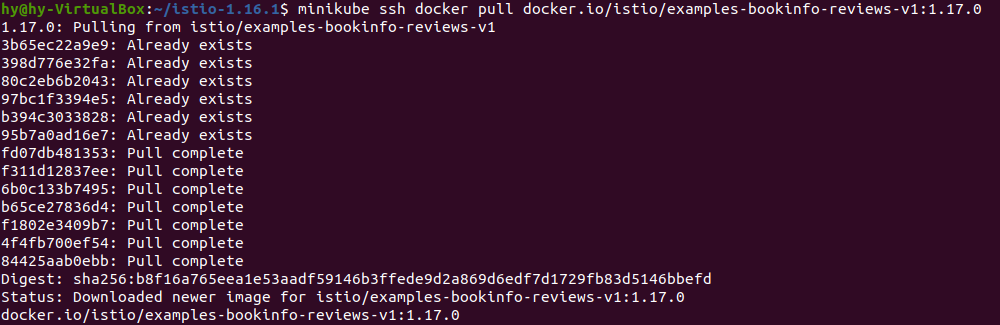 hy@hy-VirtualBox:~/istio-1.16.1$ minikube ssh docker pull docker.io/istio/examples-bookinfo-reviews-v1:1.17.0
1.17.0: Pulling from istio/examples-bookinfo-reviews-v1
3b65ec22a9e9: Already exists
398d776e32fa: Already exists
80c2eb6b2043: Already exists
97bc1f3394e5: Already exists
b394c3033828: Already exists
95b7a0ad16e7: Already exists
fd07db481353: Pull complete
f311d12837ee: Pull complete
6b0c133b7495: Pull complete
b65ce27836d4: Pull complete
f1802e3409b7: Pull complete
4f4fb700ef54: Pull complete
84425aab0ebb: Pull complete
Digest: sha256:b8f16a765eea1e53aadf59146b3ffede9d2a869d6edf7d1729fb83d5146bbefd
Status: Downloaded newer image for istio/examples-bookinfo-reviews-v1:1.17.0
docker.io/istio/examples-bookinfo-reviews-v1:1.17.0